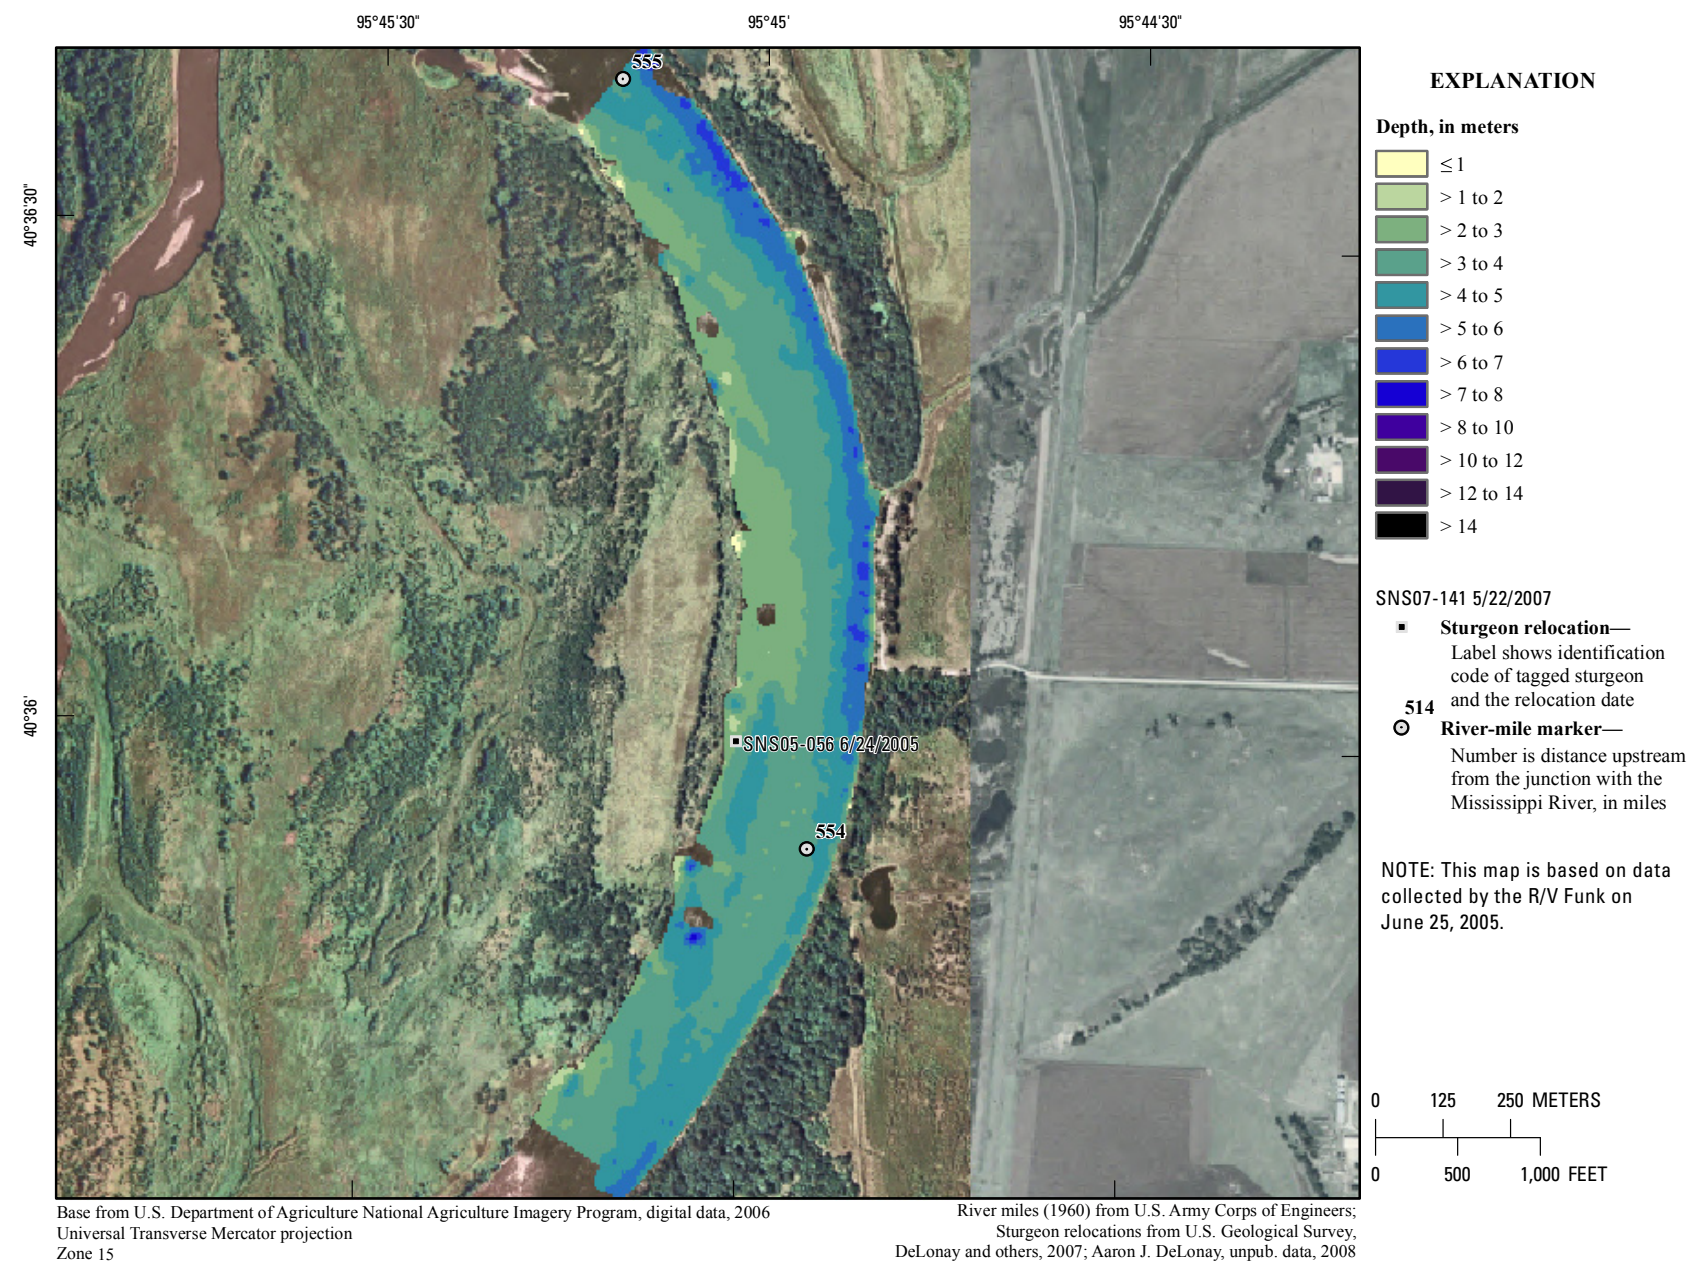 95°45'30"
95°45'
95°44'30"
40°36'30"
40°36'
555
SNS05-056 6/24/2005
554
EXPLANATION
Depth, in meters
≤ 1
> 1 to 2
> 2 to 3
> 3 to 4
> 4 to 5
> 5 to 6
> 6 to 7
> 7 to 8
> 8 to 10
> 10 to 12
> 12 to 14
> 14
SNS07-141 5/22/2007
Sturgeon relocation—
Label shows identification
code of tagged sturgeon
and the relocation date
514
River-mile marker—
Number is distance upstream
from the junction with the
Mississippi River, in miles
NOTE: This map is based on data
collected by the R/V Funk on
June 25, 2005.
0 125 250 METERS
0 500 1,000 FEET
Base from U.S. Department of Agriculture National Agriculture Imagery Program, digital data, 2006
Universal Transverse Mercator projection
Zone 15
River miles (1960) from U.S. Army Corps of Engineers;
Sturgeon relocations from U.S. Geological Survey,
DeLonay and others, 2007; Aaron J. DeLonay, unpub. data, 2008